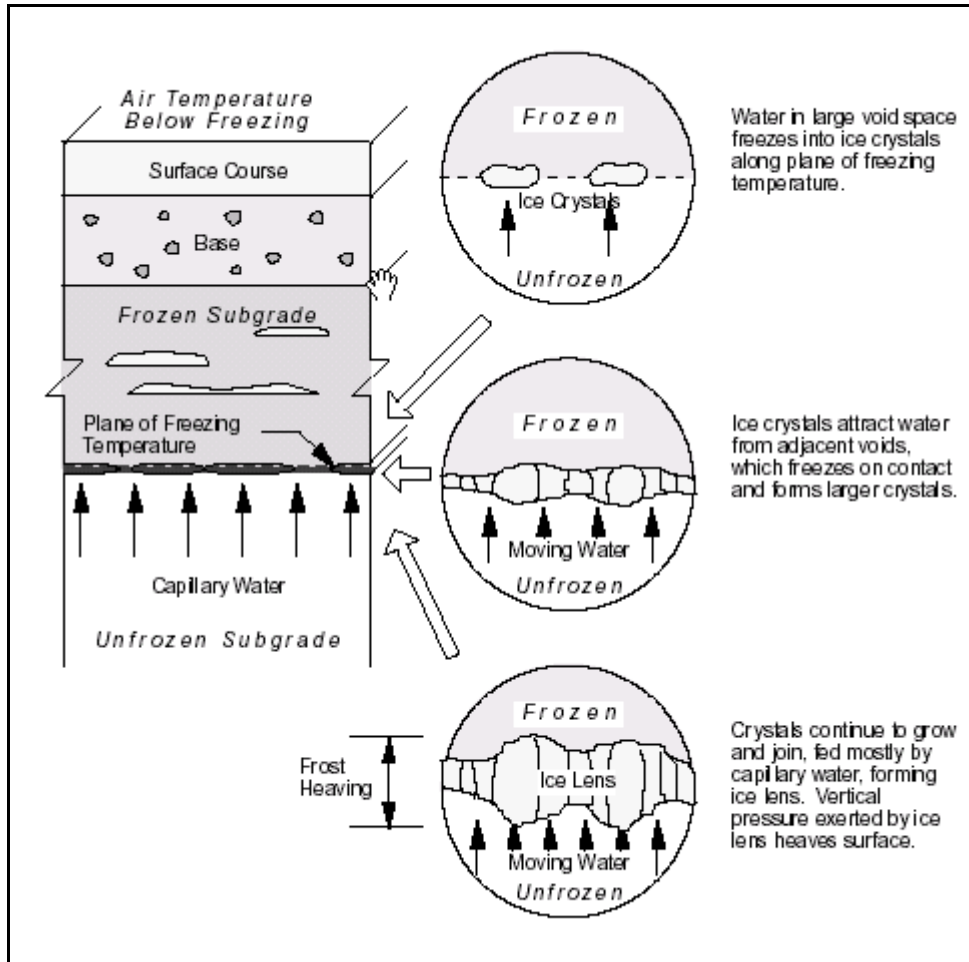 Air Temperature
Below Freezing
Surface Course
Base
Frozen Subgrade
Plane of Freezing
Temperature
Capillary Water
Unfrozen Subgrade
Frozen
Ice Crystals
Unfrozen
Water in large void space
freezes into ice crystals
along plane of freezing
temperature.
Frozen
Moving Water
Unfrozen
Ice crystals attract water
from adjacent voids,
which freezes on contact
and forms larger crystals.
Frost
Heaving
Frozen
Ice Lens
Moving Water
Unfrozen
Crystals continue to grow
and join, fed mostly by
capillary water, forming
ice lens. Vertical
pressure exerted by ice
lens heaves surface.